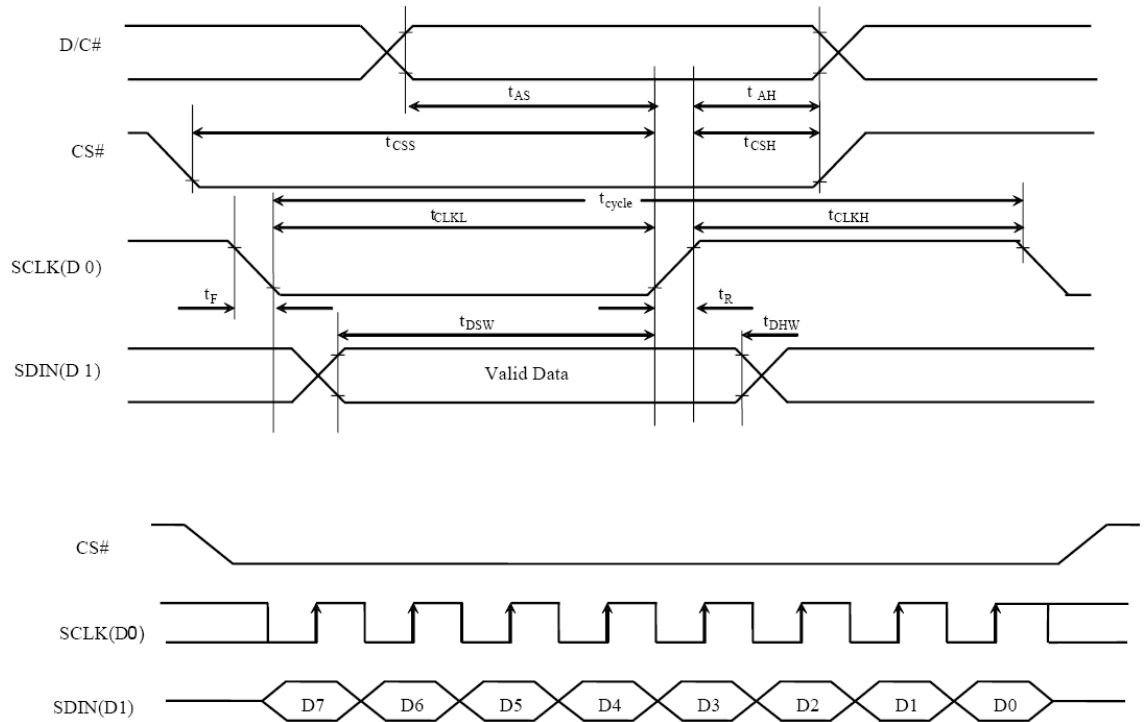 D/C#
tAS
t AH
CS#
tCSS
tCSH
tcycle
tCLKL
tCLKH
SCLK(D 0)
tF
tR
tDSW
tDHW
SDIN(D 1)
Valid Data
CS#
SCLK(D0)
SDIN(D1)
D7 D6 D5 D4 D3 D2 D1 D0